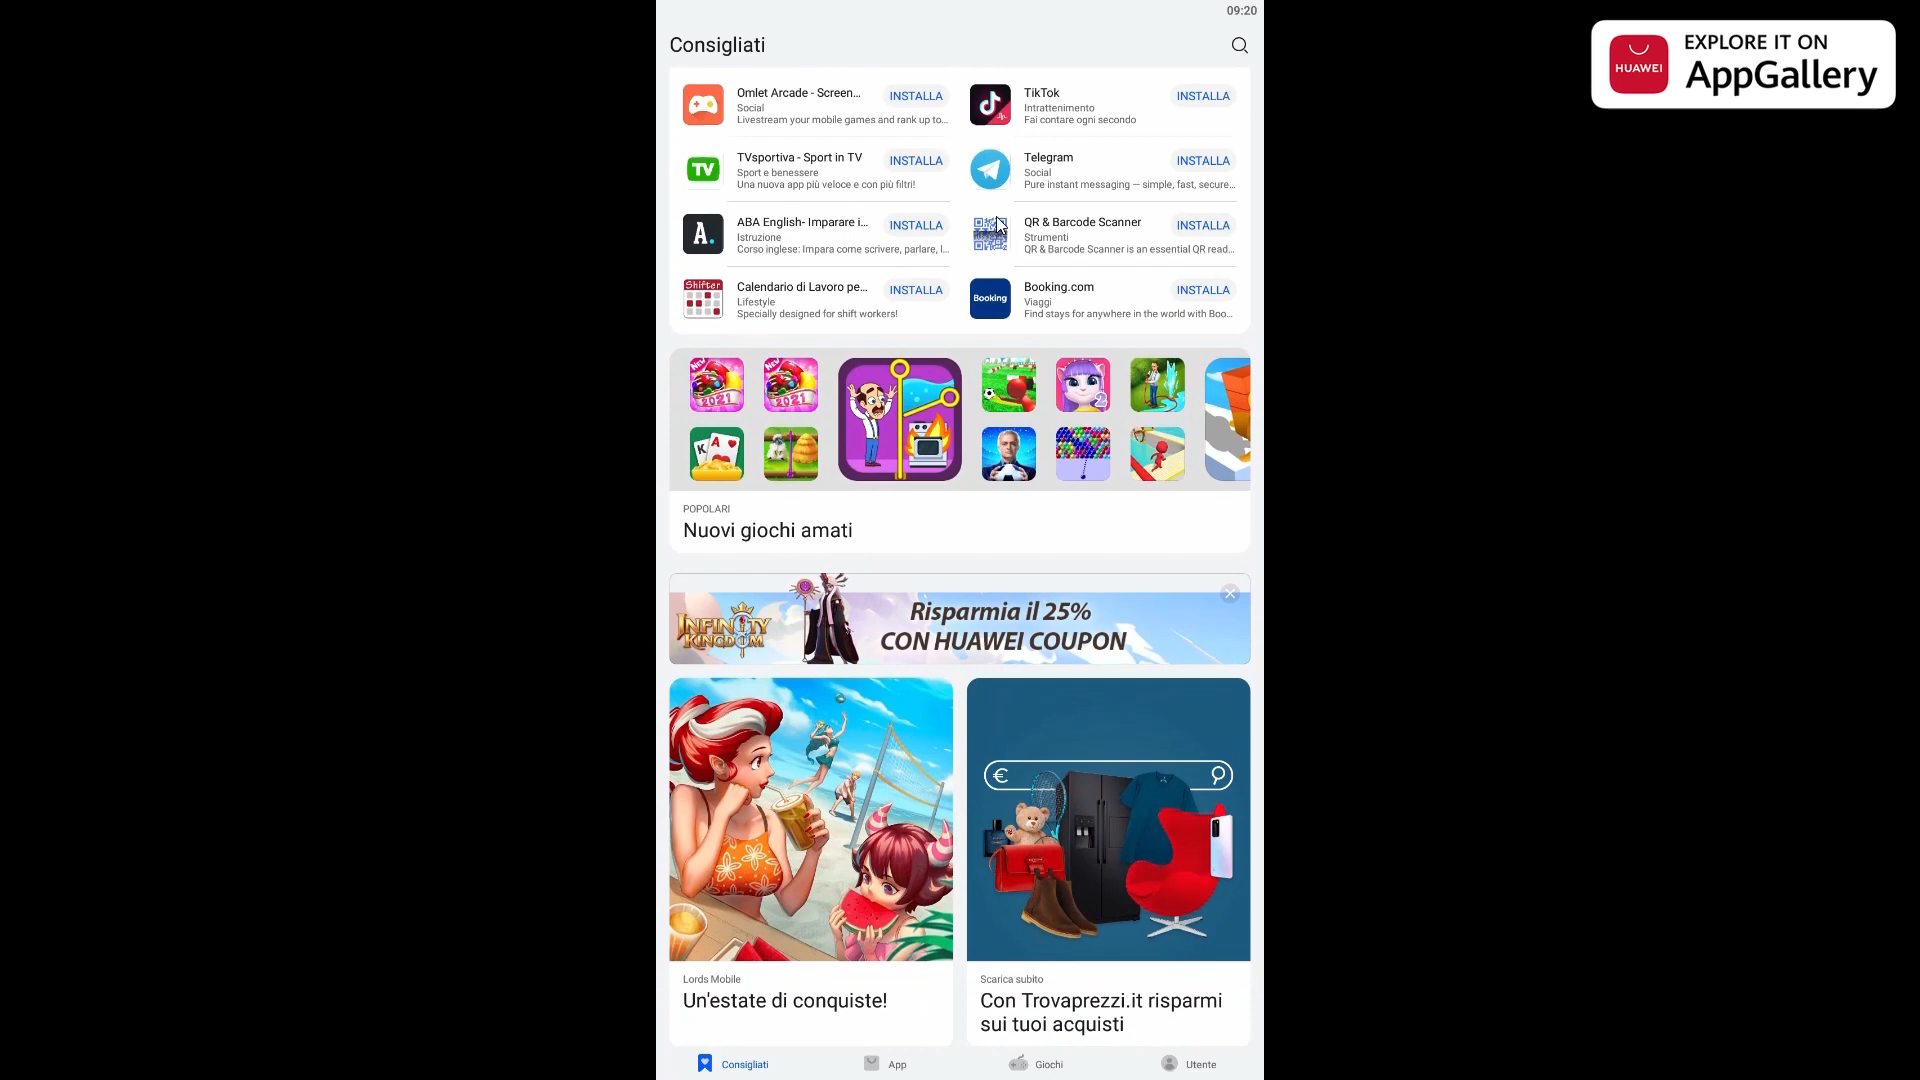 09:20
Consigliati
EXPLORE IT ON
HUAWEI
AppGallery
Omlet Arcade - Screen...
INSTALLA
Social
Livestream your mobile games and rank up to...
TikTok
INSTALLA
Intrattenimento
Fai contare ogni secondo
TV
TVsportiva - Sport in TV
INSTALLA
Sport e benessere
Una nuova app più veloce e con più filtri!
Telegram
INSTALLA
Social
Pure instant messaging — simple, fast, secure...
A.
ABA English- Imparare i...
INSTALLA
Istruzione
Corso inglese: Impara come scrivere, parlare, l...
QR & Barcode Scanner
INSTALLA
Strumenti
QR & Barcode Scanner is an essential QR read...
Shifter
Calendario di Lavoro pe...
INSTALLA
Lifestyle
Specially designed for shift workers!
Booking
Booking.com
INSTALLA
Viaggi
Find stays for anywhere in the world with Boo...
NEW
2021
NEW
2021
2
K A
POPOLARI
Nuovi giochi amati
INFINITY
KINGDOM
Risparmia il 25%
CON HUAWEI COUPON
€
Lords Mobile
Un'estate di conquiste!
Scarica subito
Con Trovaprezzi.it risparmi
sui tuoi acquisti
Consigliati
App
Giochi
Utente